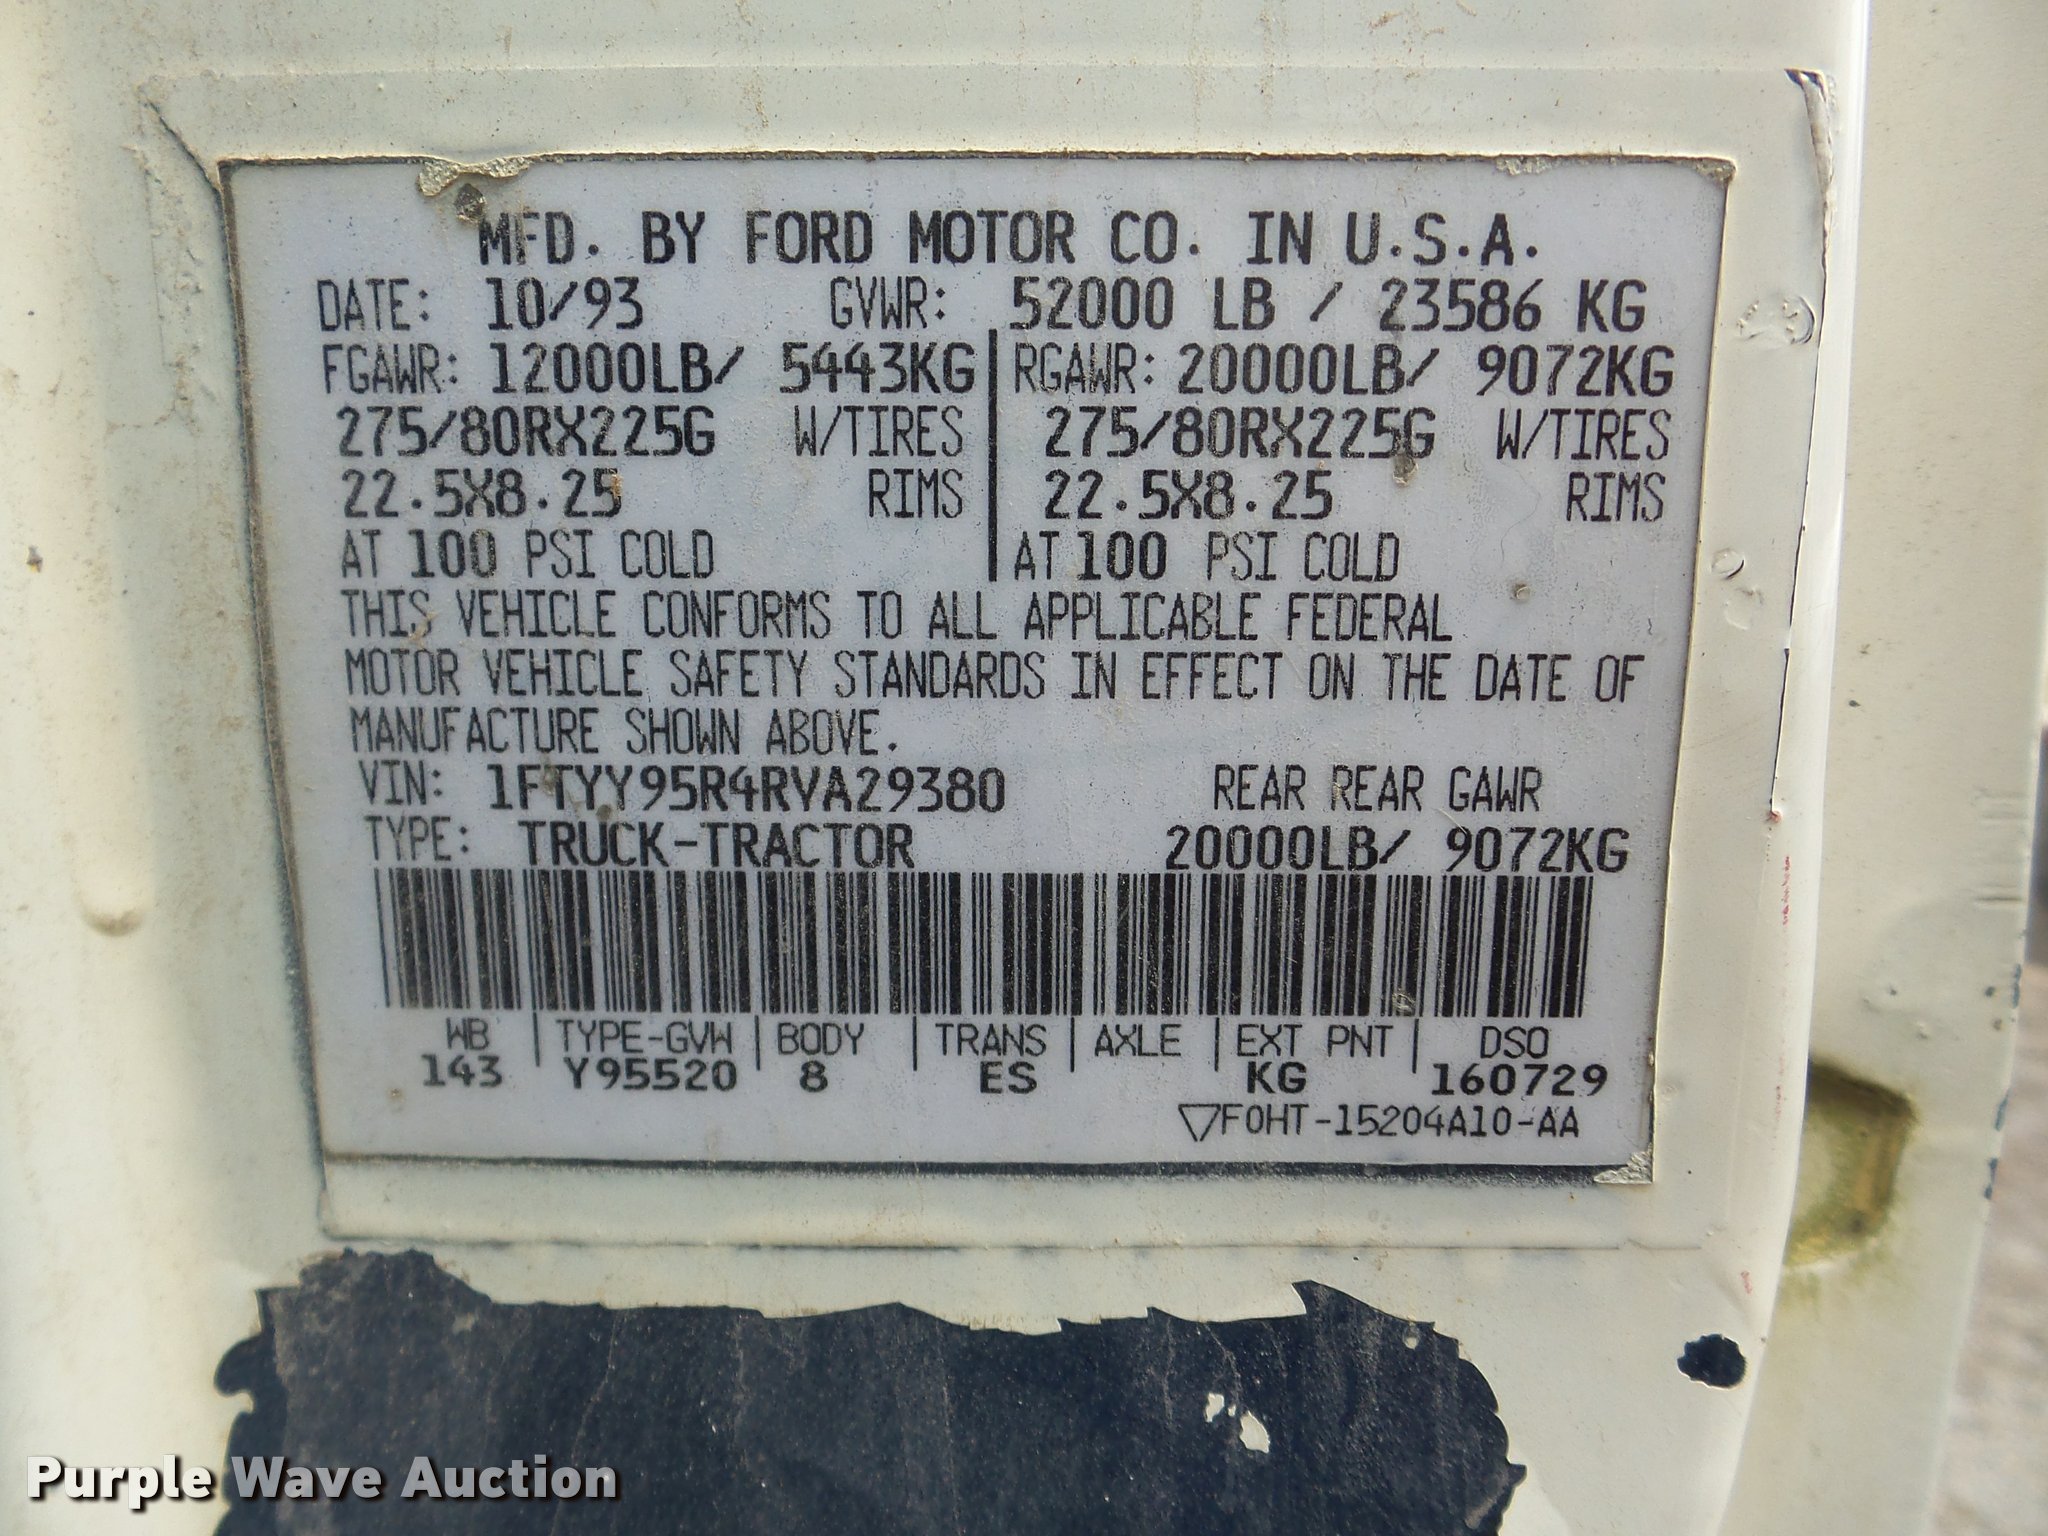 MFD. BY FORD MOTOR CO. IN U.S.A.
DATE: 10/93 GVWR: 52000 LB / 23586 KG
FGAWR: 12000LB/ 5443KG RGAWR: 20000LB/ 9072KG
275/80RX225G W/TIRES 275/80RX225G W/TIRES
22.5X8.25 RIMS 22.5X8.25 RIMS
AT 100 PSI COLD AT 100 PSI COLD
THIS VEHICLE CONFORMS TO ALL APPLICABLE FEDERAL
MOTOR VEHICLE SAFETY STANDARDS IN EFFECT ON THE DATE OF
MANUFACTURE SHOWN ABOVE.
VIN: 1FTYY95R4RVA29380 REAR REAR GAWR
TYPE: TRUCK-TRACTOR 20000LB/ 9072KG
WB | TYPE-GVW | BODY | TRANS | AXLE | EXT PNT | DSO
143 Y95520 8 ES KG 160729
▽F0HT-15204A10-AA
Purple Wave Auction